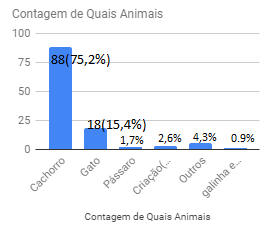 Contagem de Quais Animais
100
75
50
25
0
88(75,2%)
18(15,4%)
1,7%
2,6%
4,3%
0.9%
Cachorro
Gato
Pássaro
Criação(...
Outros
galinha e...
Contagem de Quais Animais